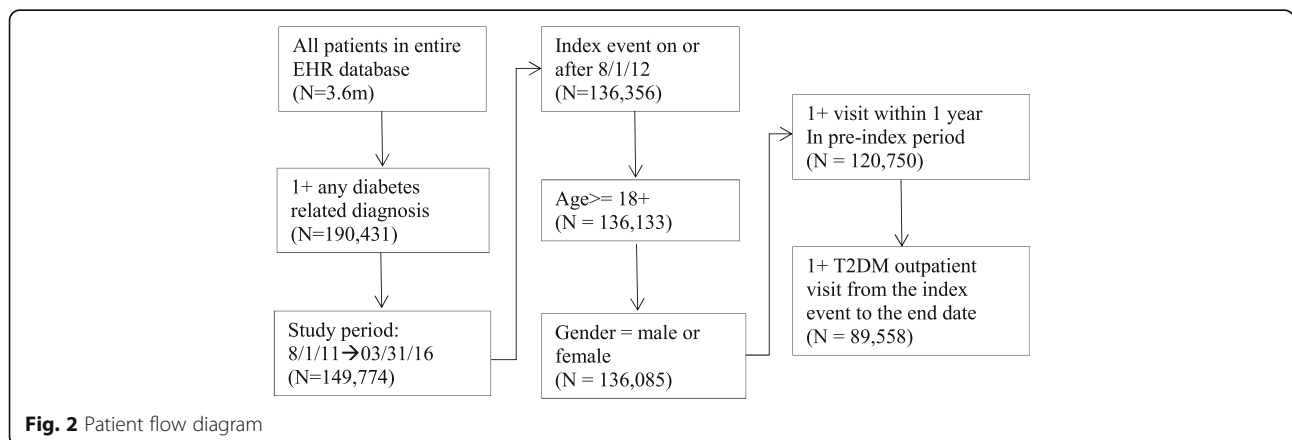 All patients in entire
EHR database
(N=3.6m)
1+ any diabetes
related diagnosis
(N=190,431)
Study period:
8/1/11→03/31/16
(N=149,774)
Index event on or
after 8/1/12
(N=136,356)
Age>= 18+
(N = 136,133)
Gender = male or
female
(N = 136,085)
1+ visit within 1 year
In pre-index period
(N = 120,750)
1+ T2DM outpatient
visit from the index
event to the end date
(N = 89,558)
Fig. 2 Patient flow diagram